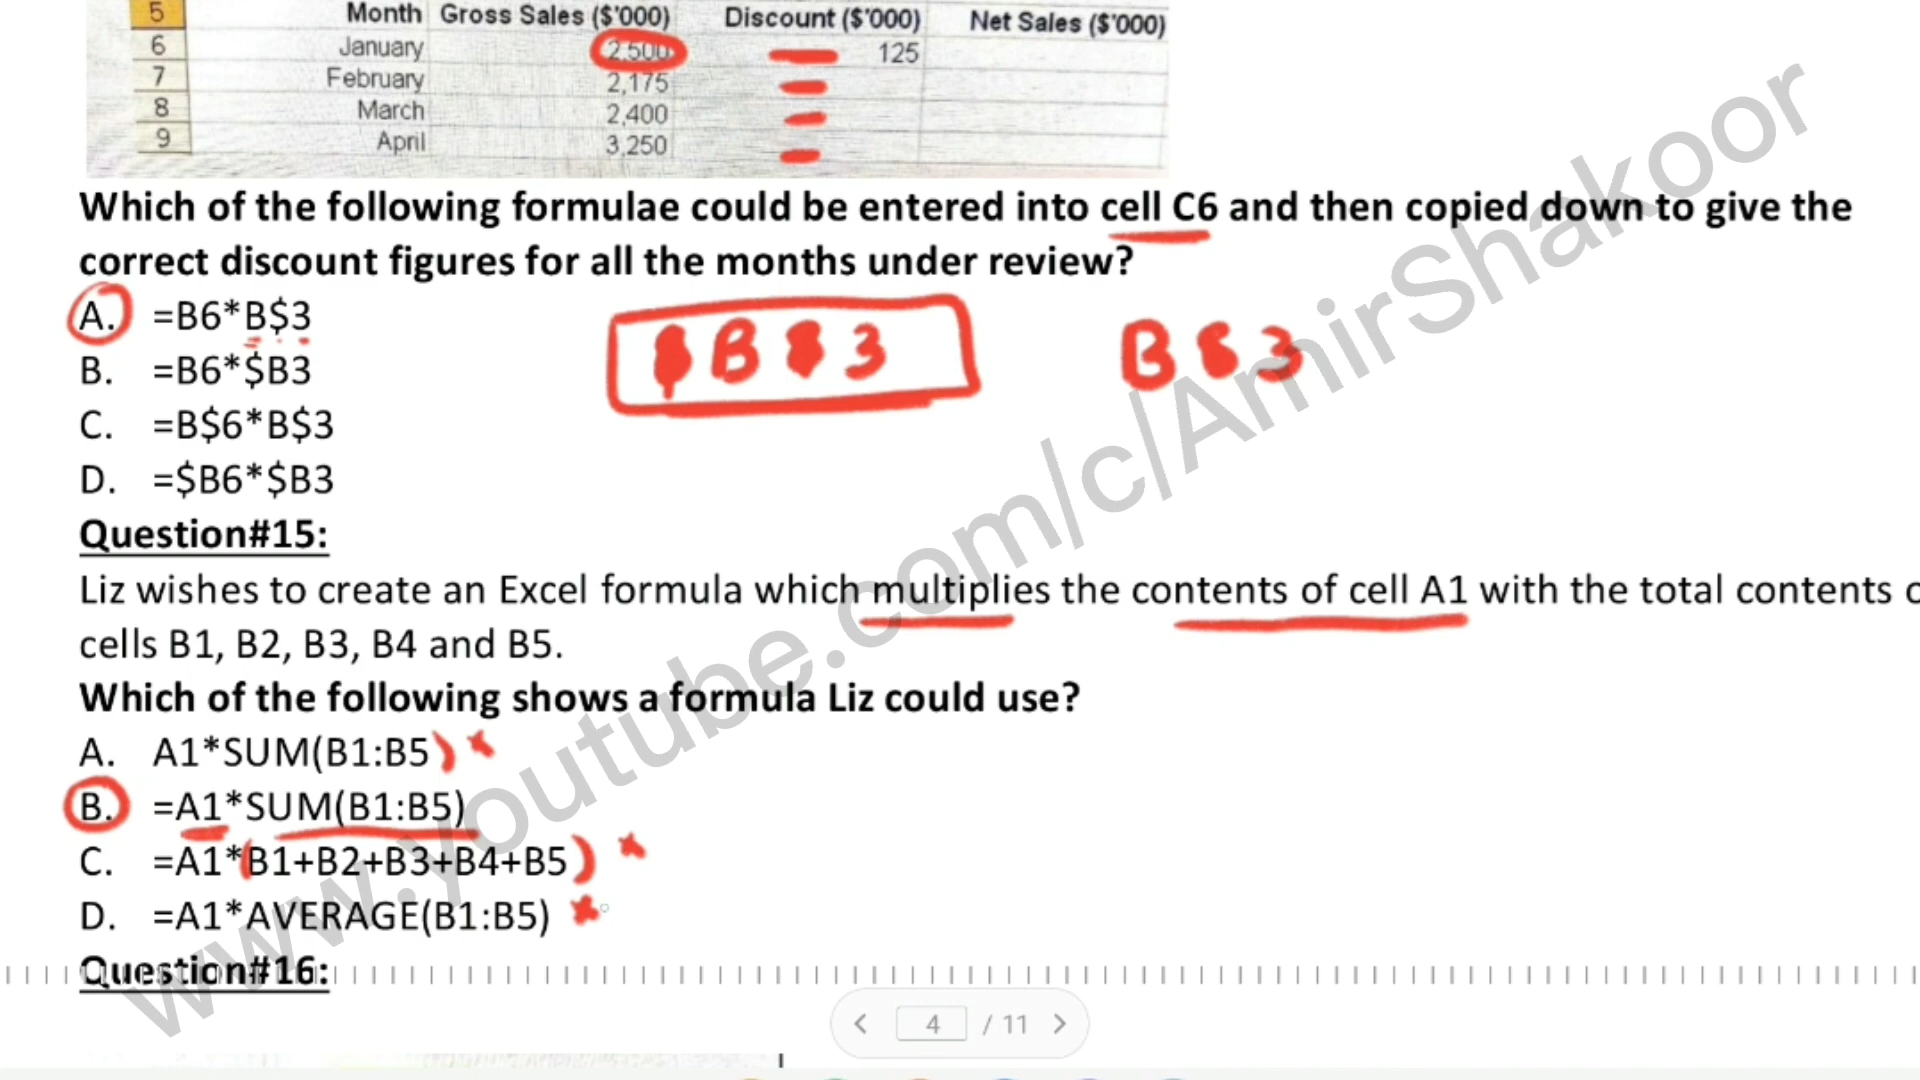 5 Month Gross Sales ($'000) Discount ($'000) Net Sales ($'000)
6 January 2,500 125
7 February 2,175
8 March 2,400
9 April 3,250
Which of the following formulae could be entered into cell C6 and then copied down to give the
correct discount figures for all the months under review?
A. =B6*B$3
$B$3 B$3
B. =B6*$B3
C. =B$6*B$3
D. =$B6*$B3
Question#15:
Liz wishes to create an Excel formula which multiplies the contents of cell A1 with the total contents
cells B1, B2, B3, B4 and B5.
Which of the following shows a formula Liz could use?
A. A1*SUM(B1:B5)
B. =A1*SUM(B1:B5)
C. =A1*(B1+B2+B3+B4+B5)
D. =A1*AVERAGE(B1:B5)
Question#16:
www.youtube.com/c/AmirShakoor
4 / 11